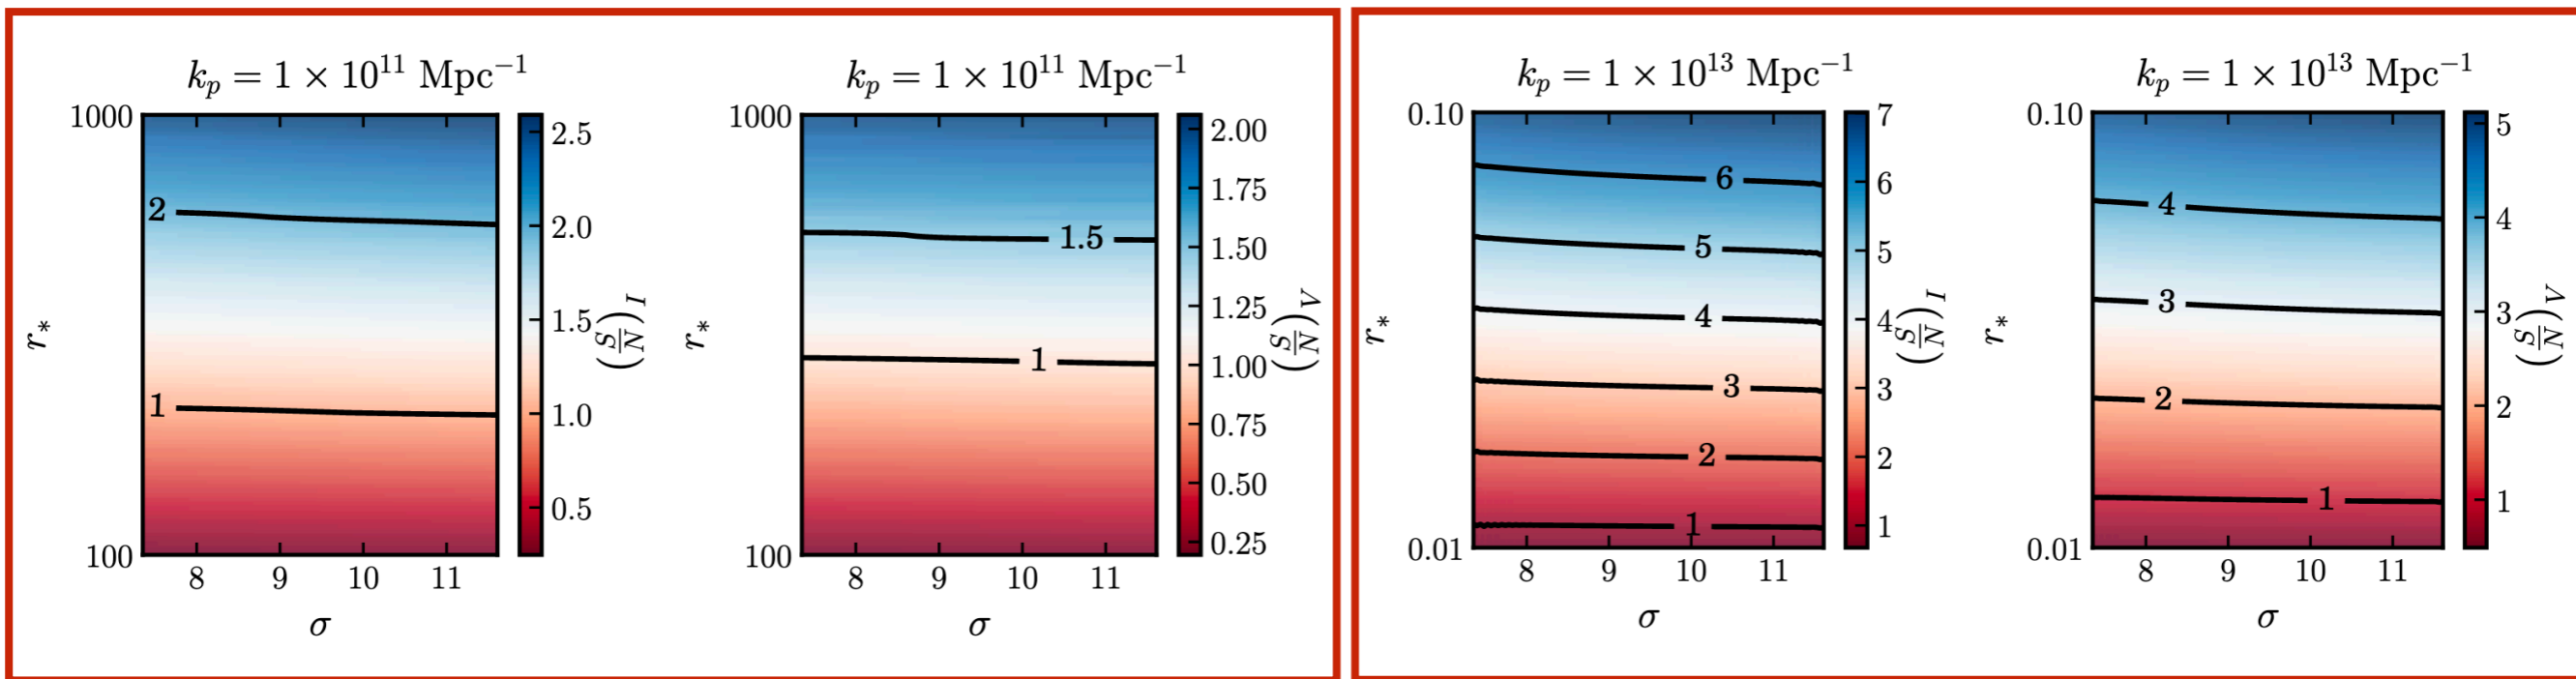 k_p = 1 × 10^11 Mpc^−1
1000
100
r_*
2
1
8 9 10 11
σ
2.5
2.0
1.5
1.0
0.5
(S/N)_I
k_p = 1 × 10^11 Mpc^−1
1000
100
r_*
1.5
1
8 9 10 11
σ
2.00
1.75
1.50
1.25
1.00
0.75
0.50
0.25
(S/N)_V
k_p = 1 × 10^13 Mpc^−1
0.10
0.01
r_*
6
5
4
3
2
1
8 9 10 11
σ
7
6
5
4
3
2
1
(S/N)_I
k_p = 1 × 10^13 Mpc^−1
0.10
0.01
r_*
4
3
2
1
8 9 10 11
σ
5
4
3
2
1
(S/N)_V